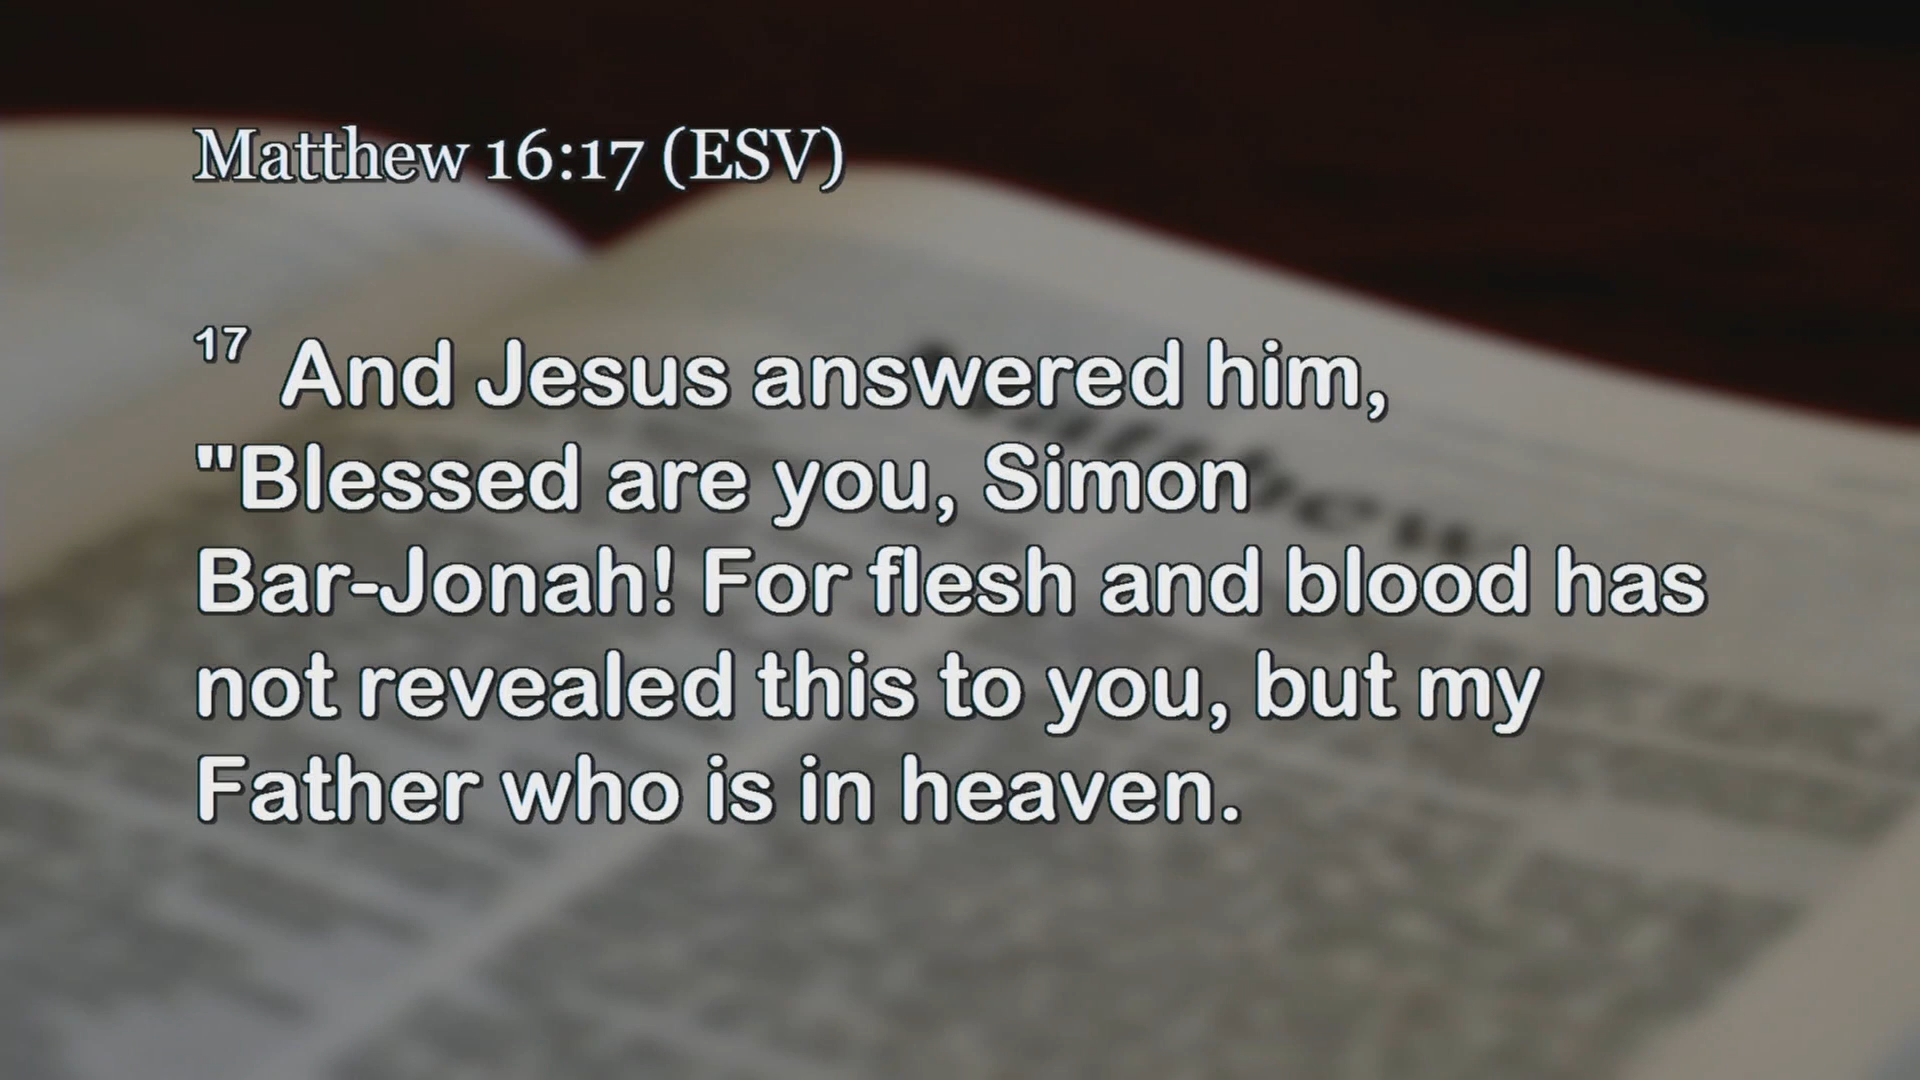 Matthew 16:17 (ESV)
17 And Jesus answered him,
"Blessed are you, Simon
Bar-Jonah! For flesh and blood has
not revealed this to you, but my
Father who is in heaven.
Matthew